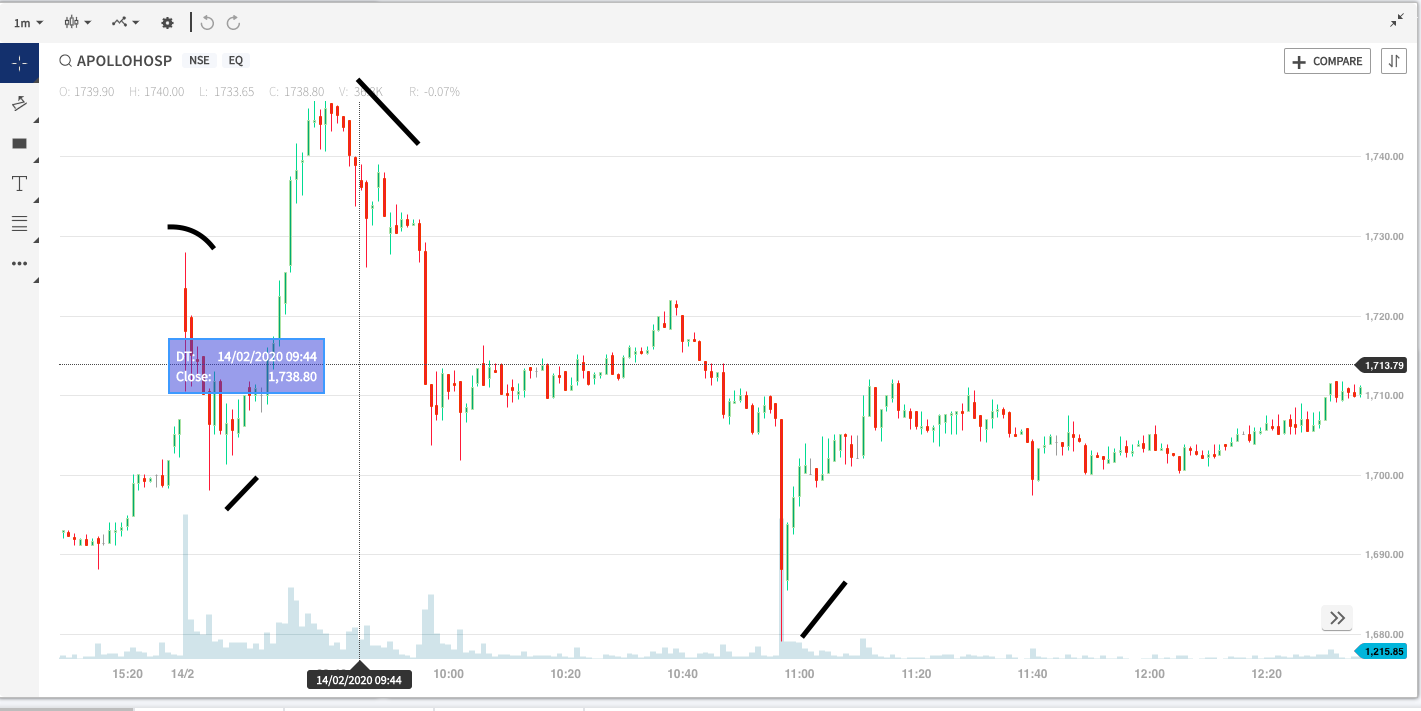 1m
APOLLOHOSP NSE EQ
COMPARE
O: 1739.90 H: 1740.00 L: 1733.65 C: 1738.80 V: R: -0.07%
T
1,740.00
1,730.00
1,720.00
DT: 14/02/2020 09:44
Close: 1,738.80
1,713.79
1,710.00
1,700.00
1,690.00
1,680.00
1,215.85
15:20 14/2 10:00 10:20 10:40 11:00 11:20 11:40 12:00 12:20
14/02/2020 09:44